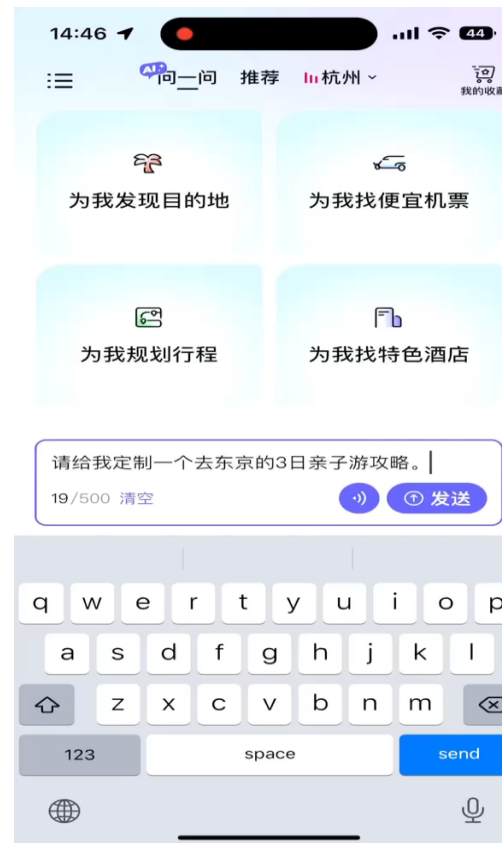 14:46
44
AI
问一问 推荐 杭州
我的收藏
为我发现目的地
为我找便宜机票
为我规划行程
为我找特色酒店
请给我定制一个去东京的3日亲子游攻略。
19/500 清空
发送
q w e r t y u i o p
a s d f g h j k l
z x c v b n m
123 space send